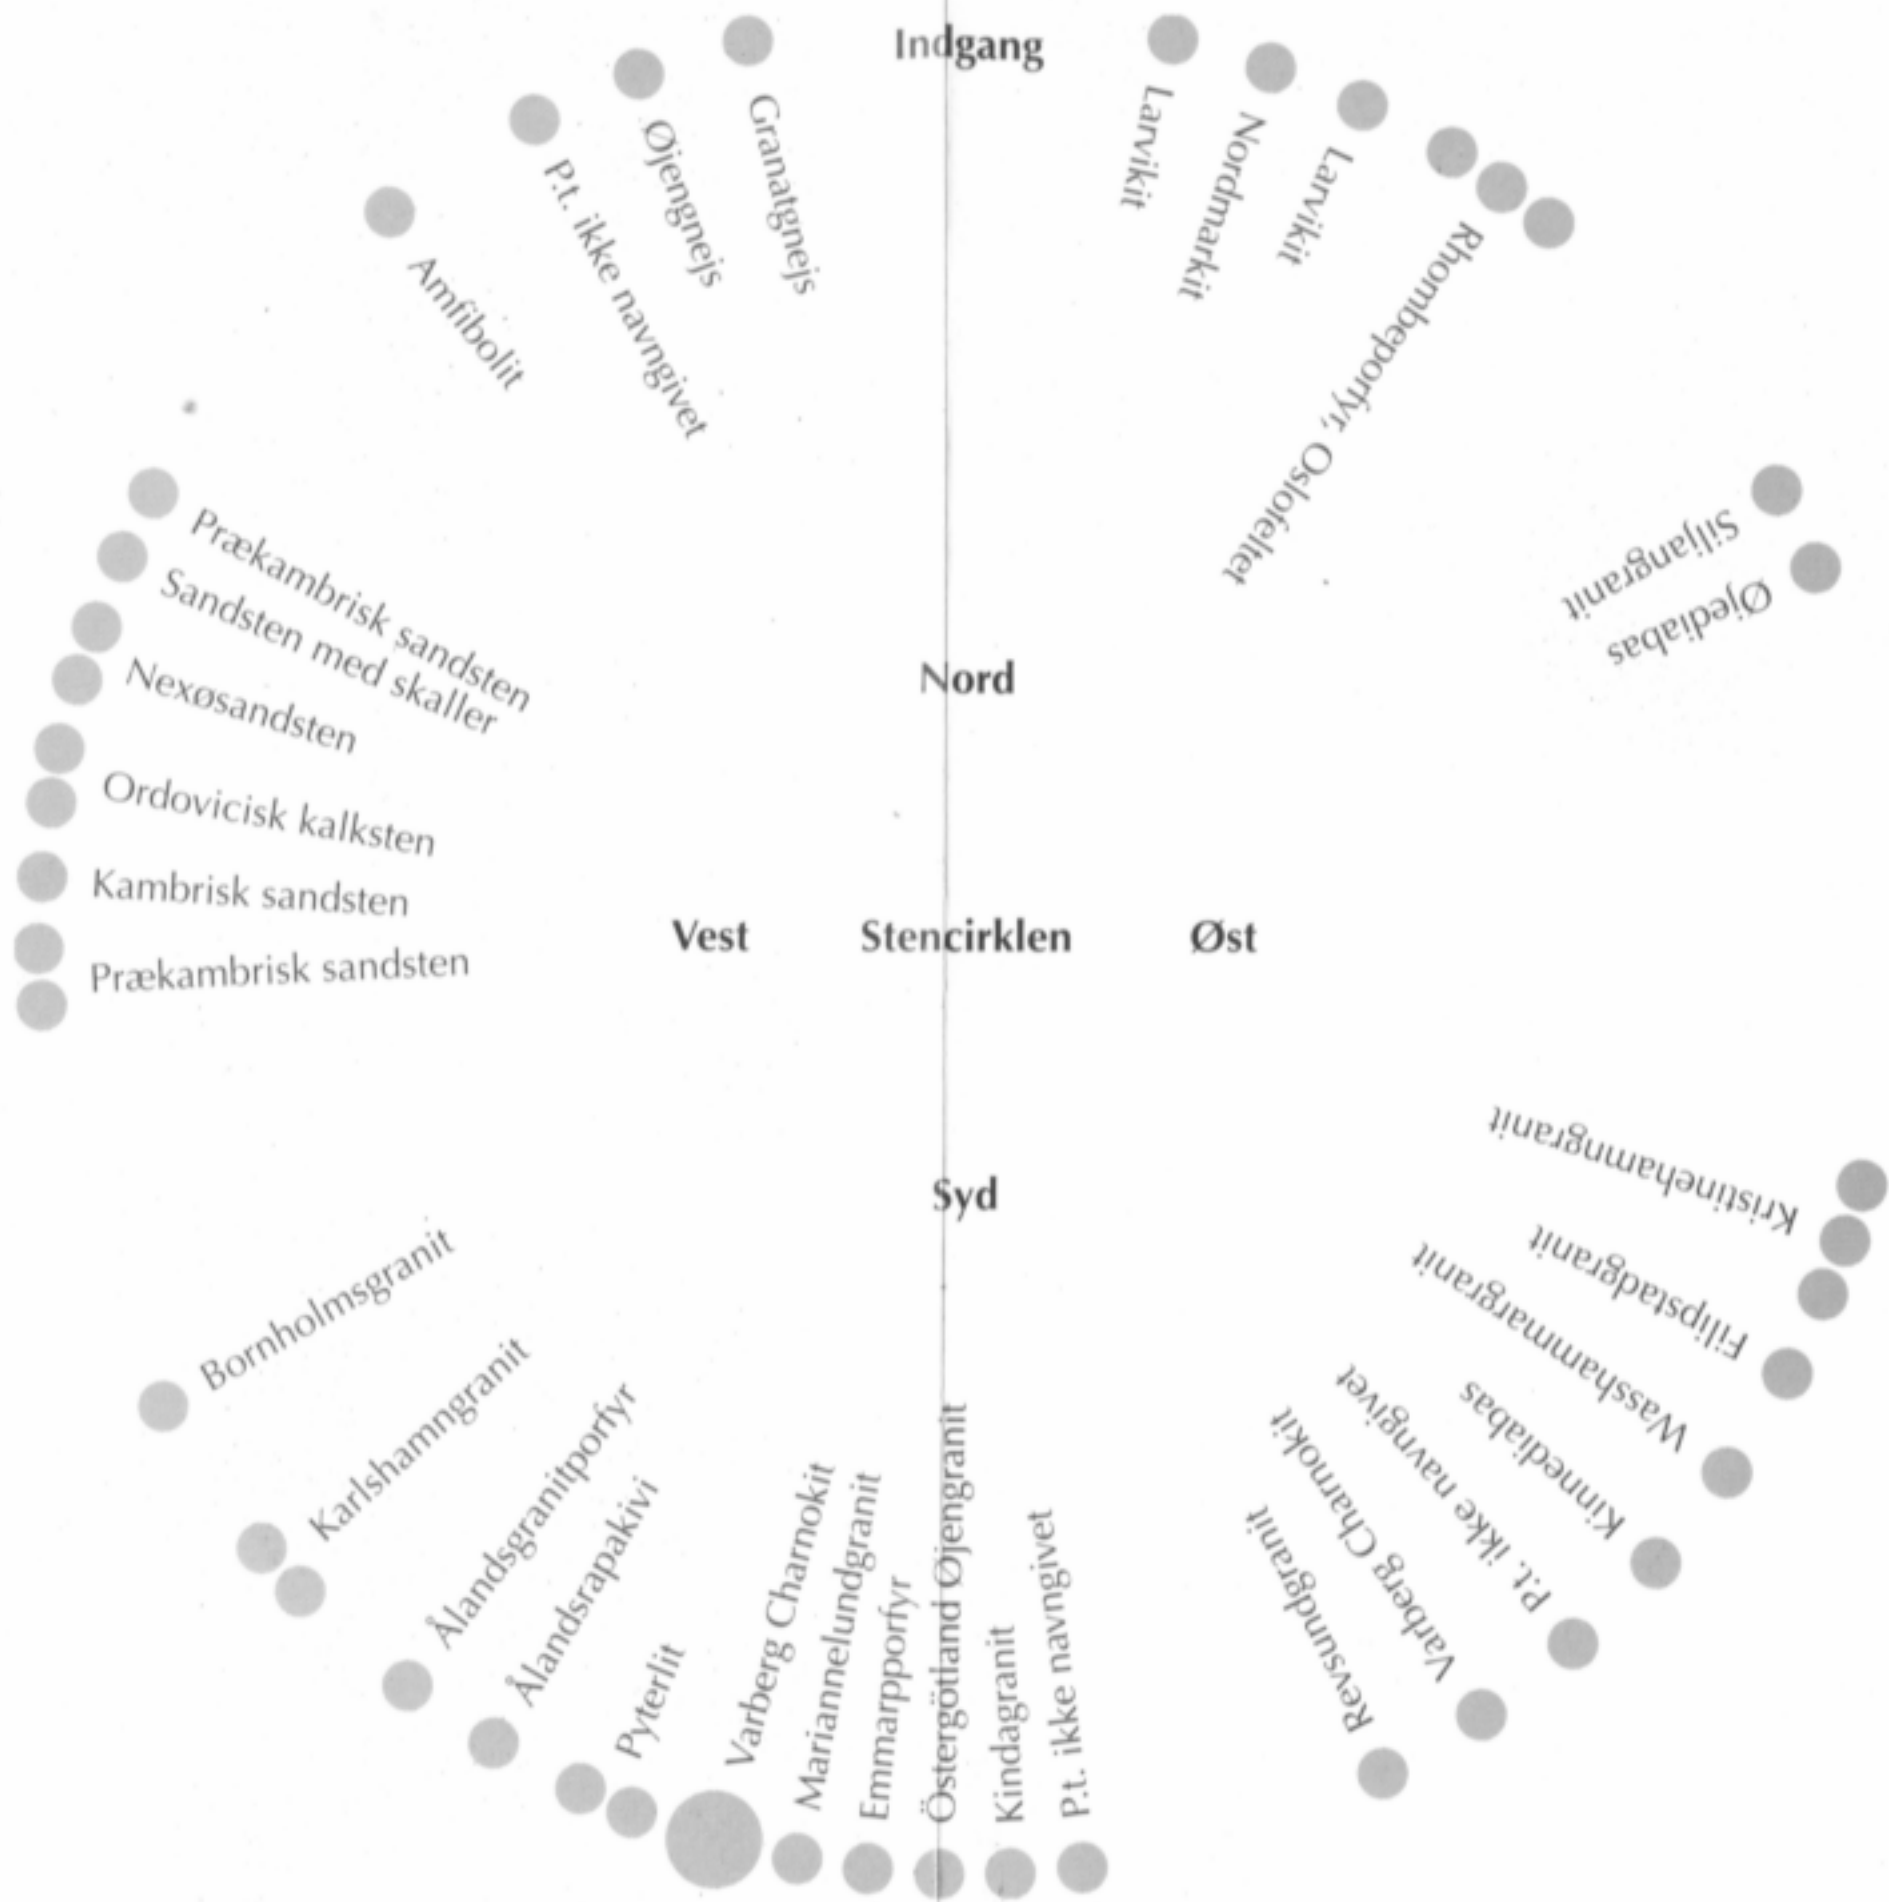 Indgang
Larvikit
Nordmarkit
Larvikit
Rhombeporfyr, Oslofeltet
Siljangranit
Øjediabas
Kristinehamngranit
Filipstadgranit
Wasshammargranit
Kinnediabas
P.t. ikke navngivet
Varberg Charnokit
Revsundgranit
P.t. ikke navngivet
Kindagranit
Östergötland Øjengranit
Emmarpporfyr
Mariannelundgranit
Varberg Charnokit
Pyterlit
Ålandsrapakivi
Ålandsgranitporfyr
Karlshamngranit
Bornholmsgranit
Prækambrisk sandsten
Kambrisk sandsten
Ordovicisk kalksten
Nexøsandsten
Sandsten med skaller
Prækambrisk sandsten
Amfibolit
P.t. ikke navngivet
Øjengnejs
Granatgnejs
Nord
Vest Stencirklen Øst
Syd